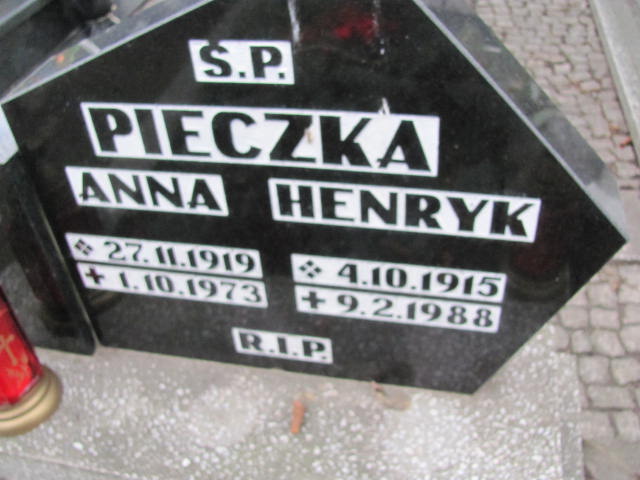 Ś.P.
PIECZKA
ANNA HENRYK
27.11.1919 4.10.1915
+ 1.10.1973 + 9.2.1988
R.I.P.